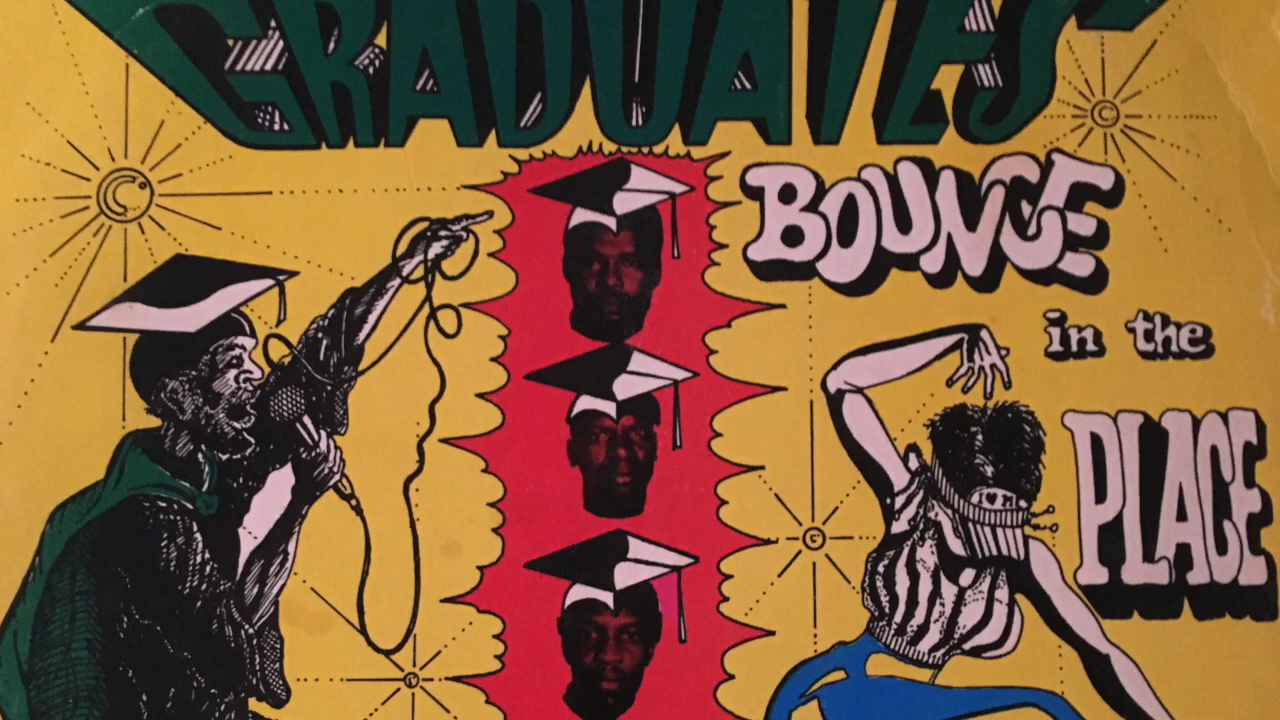 GRADUATES
BOUNCE
in the
PLACE
I ♥ M